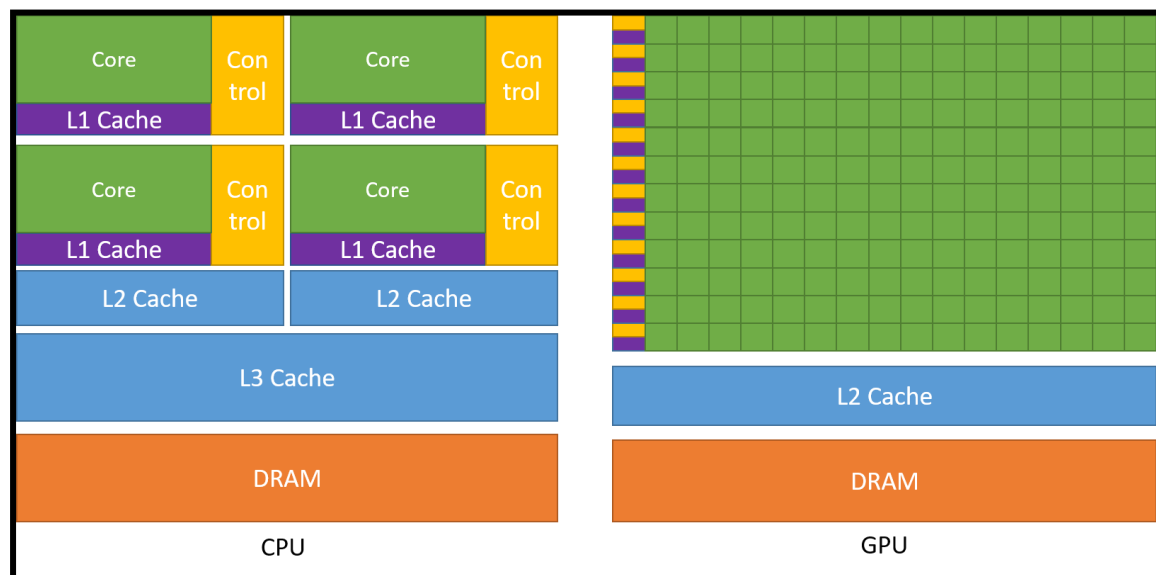 Core
Con
trol
L1 Cache
Core
Con
trol
L1 Cache
Core
Con
trol
L1 Cache
Core
Con
trol
L1 Cache
L2 Cache
L2 Cache
L3 Cache
DRAM
CPU
L2 Cache
DRAM
GPU